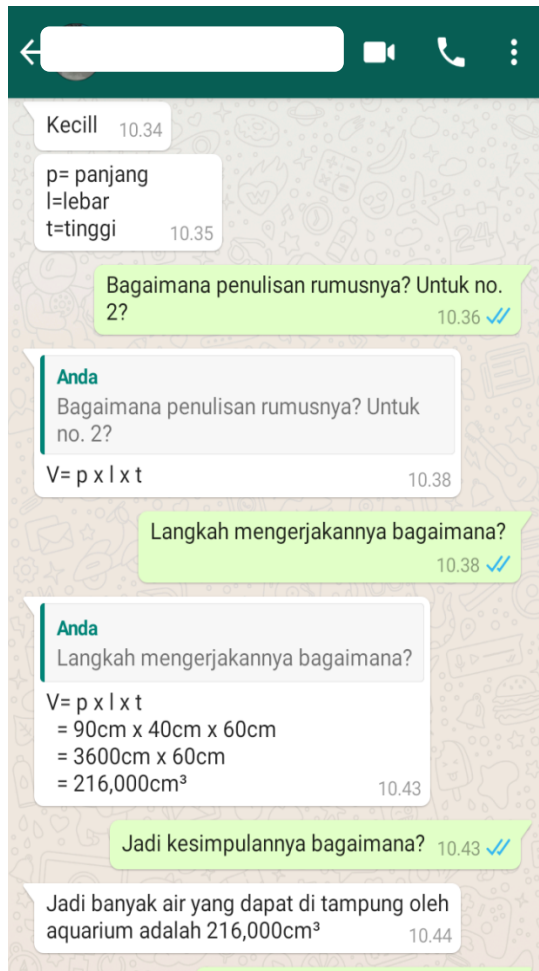 Kecill 10.34
p= panjang
l=lebar
t=tinggi 10.35
Bagaimana penulisan rumusnya? Untuk no.
2? 10.36
Anda
Bagaimana penulisan rumusnya? Untuk
no. 2?
V= p x l x t 10.38
Langkah mengerjakannya bagaimana?
10.38
Anda
Langkah mengerjakannya bagaimana?
V= p x l x t
= 90cm x 40cm x 60cm
= 3600cm x 60cm
= 216,000cm³ 10.43
Jadi kesimpulannya bagaimana? 10.43
Jadi banyak air yang dapat di tampung oleh
aquarium adalah 216,000cm³ 10.44